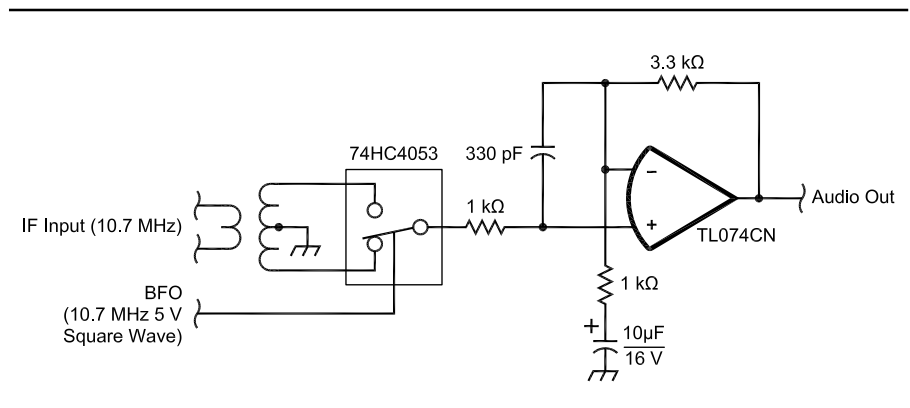 3.3 kΩ
74HC4053
330 pF
1 kΩ
−
+
Audio Out
TL074CN
IF Input (10.7 MHz)
BFO
(10.7 MHz 5 V
Square Wave)
1 kΩ
+
10µF
16 V